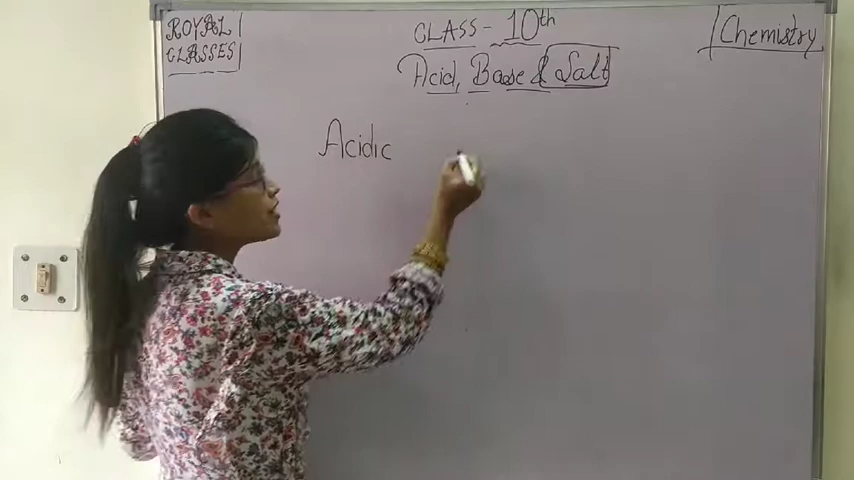 ROYAL
CLASSES
CLASS - 10th
Acid, Base & Salt
Chemistry
Acidic